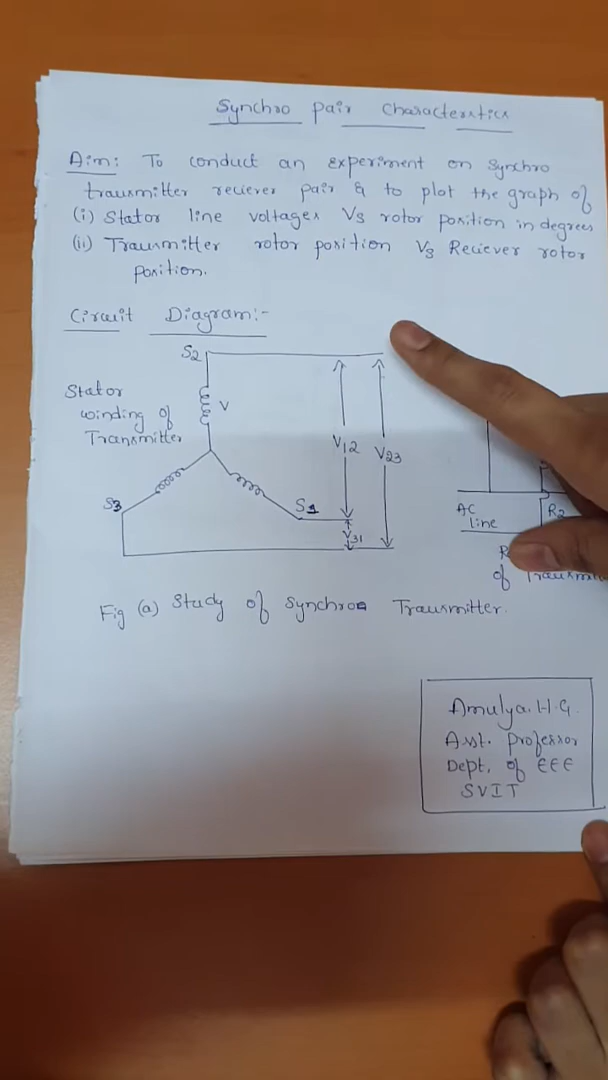 Synchro pair Characterstics
Aim: To conduct an experiment on Synchro
transmitter reciever pair & to plot the graph of
(i) Stator line voltages Vs rotor position in degrees
(ii) Transmitter rotor position Vs Reciever rotor
position.
Circuit Diagram:-
S2
Stator
winding of
Transmitter
V
V12
V23
S3
S1
V31
AC
line
R2
R
of Transm
Fig (a) Study of Synchro Transmitter.
Amulya.H.G.
Asst. Professor
Dept. of EEE
SVIT